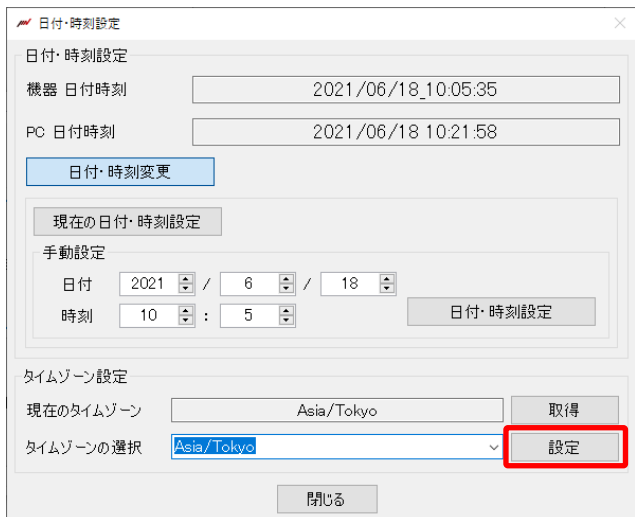 日付・時刻設定
日付・時刻設定
機器 日付時刻 2021/06/18_10:05:35
PC 日付時刻 2021/06/18 10:21:58
日付・時刻変更
現在の日付・時刻設定
手動設定
日付 2021 / 6 / 18
時刻 10 : 5 日付・時刻設定
タイムゾーン設定
現在のタイムゾーン Asia/Tokyo 取得
タイムゾーンの選択 Asia/Tokyo 設定
閉じる